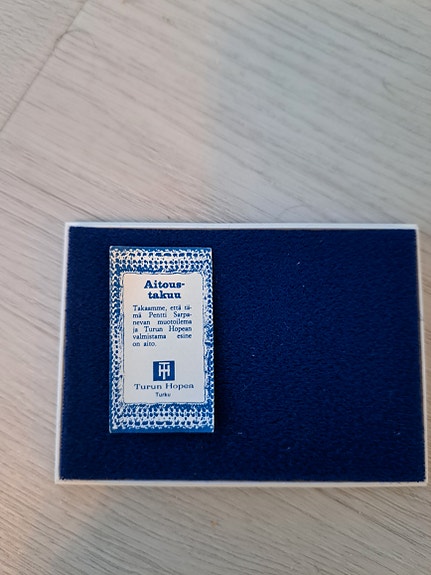 Aitous-
takuu
Takaamme, että tä-
mä Pentti Sarpa-
nevan muotoilema
ja Turun Hopean
valmistama esine
on aito.
TH
Turun Hopea
Turku